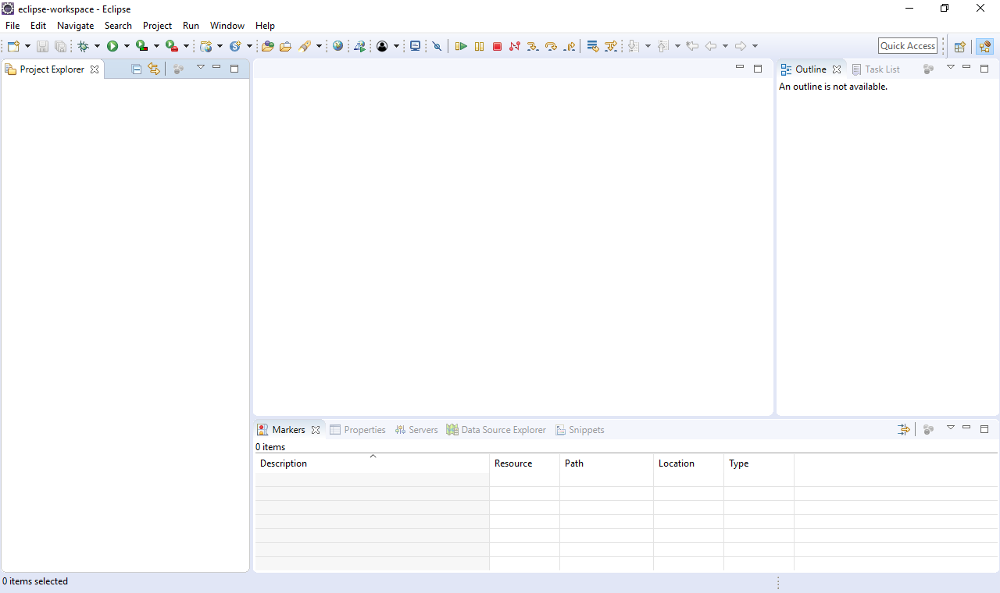 eclipse-workspace - Eclipse
File Edit Navigate Search Project Run Window Help
Quick Access
Project Explorer
Outline Task List
An outline is not available.
Markers Properties Servers Data Source Explorer Snippets
0 items
Description Resource Path Location Type
0 items selected